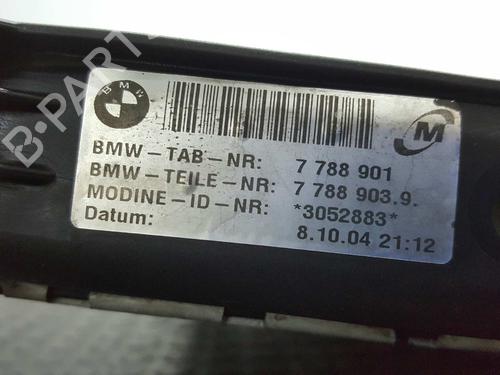 BMW
BMW-TAB-NR: 7 788 901
BMW-TEILE-NR: 7 788 903.9.
MODINE-ID-NR: *3052883*
Datum: 8.10.04 21:12
M
B-PARTS